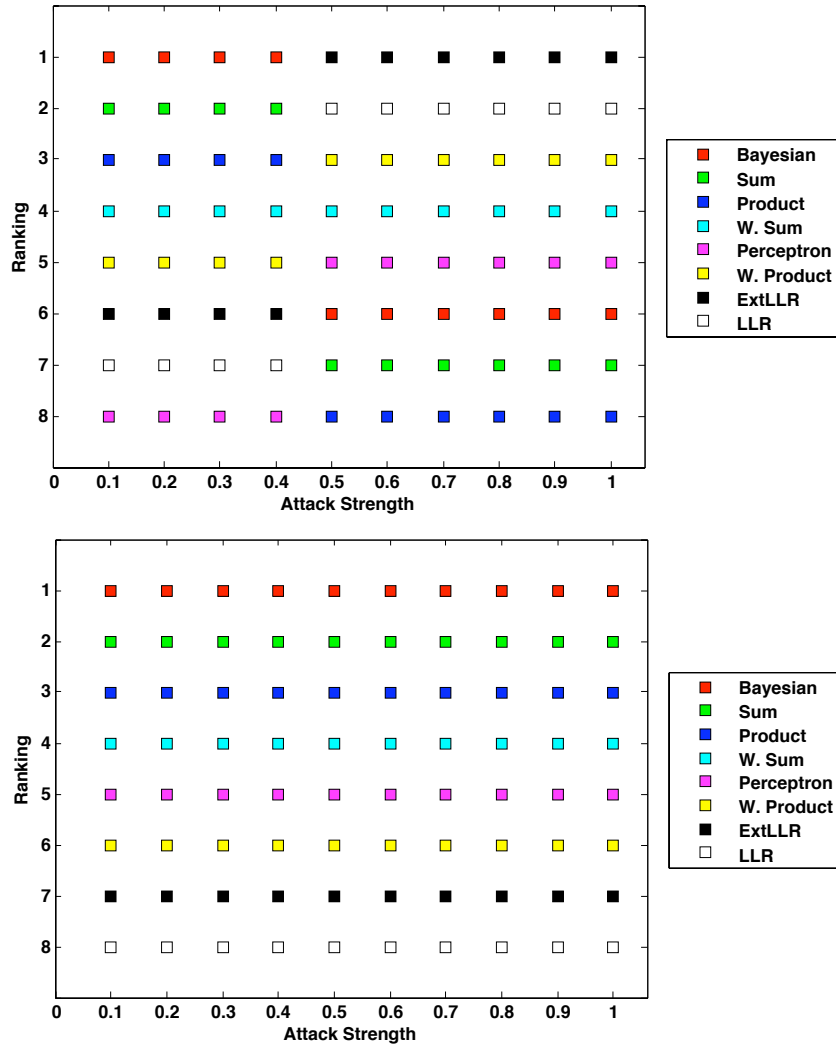 1
2
3
4
5
6
7
8
Ranking
0 0.1 0.2 0.3 0.4 0.5 0.6 0.7 0.8 0.9 1
Attack Strength
Bayesian
Sum
Product
W. Sum
Perceptron
W. Product
ExtLLR
LLR
1
2
3
4
5
6
7
8
Ranking
0 0.1 0.2 0.3 0.4 0.5 0.6 0.7 0.8 0.9 1
Attack Strength
Bayesian
Sum
Product
W. Sum
Perceptron
W. Product
ExtLLR
LLR